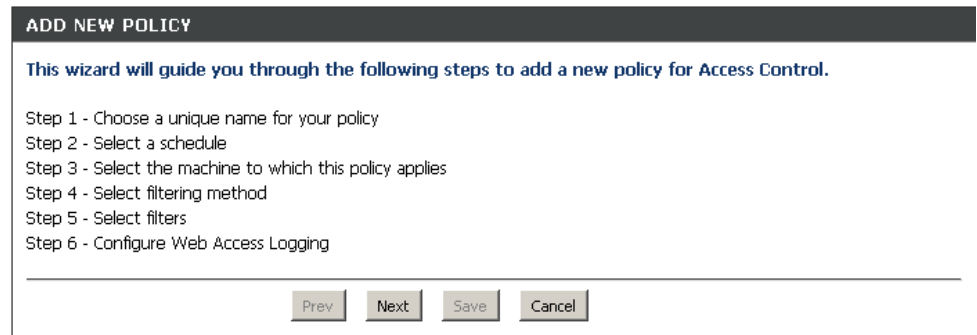 ADD NEW POLICY
This wizard will guide you through the following steps to add a new policy for Access Control.
Step 1 - Choose a unique name for your policy
Step 2 - Select a schedule
Step 3 - Select the machine to which this policy applies
Step 4 - Select filtering method
Step 5 - Select filters
Step 6 - Configure Web Access Logging
Prev Next Save Cancel